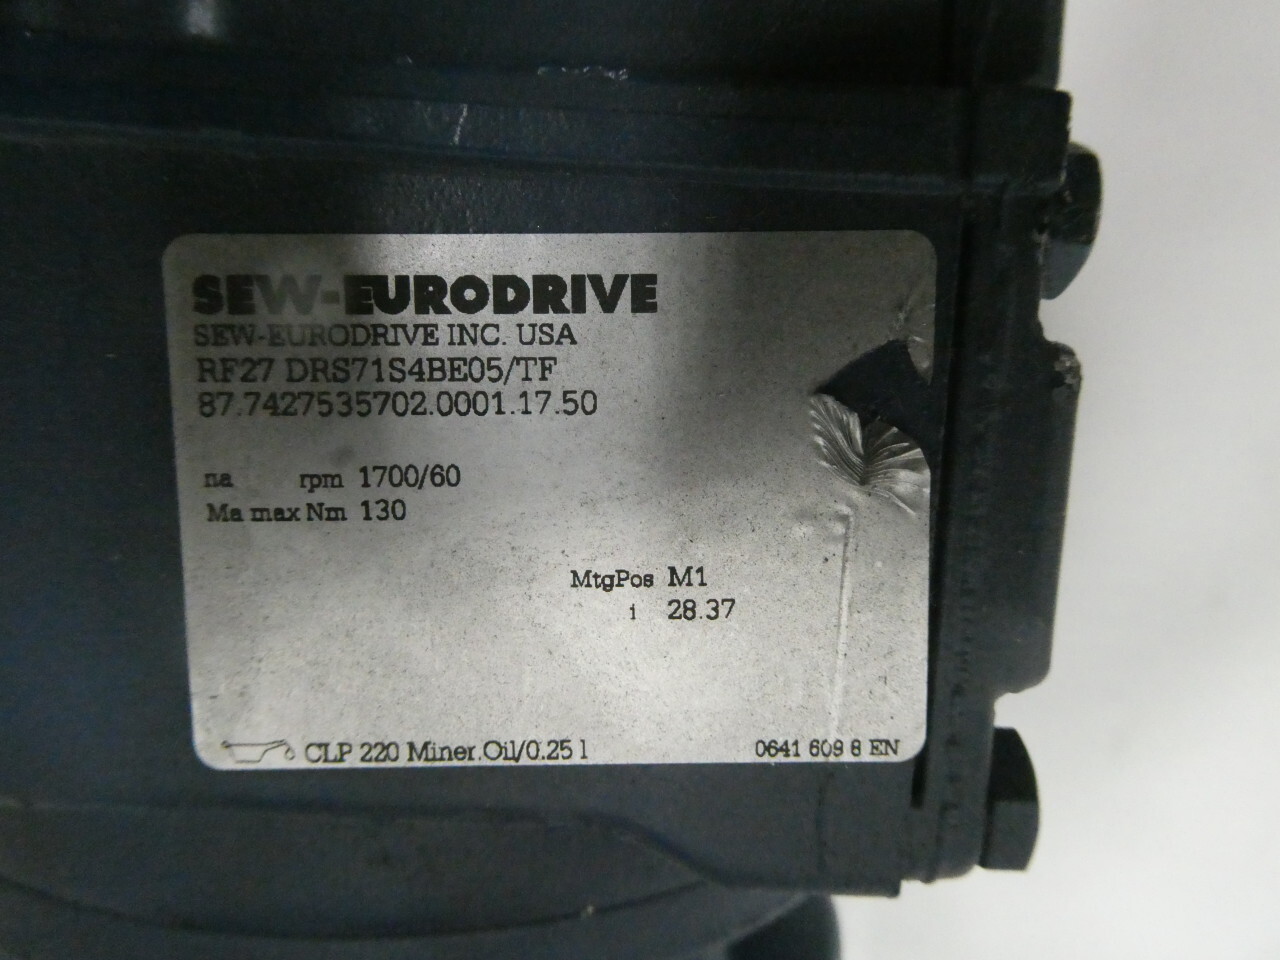 SEW-EURODRIVE
SEW-EURODRIVE INC. USA
RF27 DRS71S4BE05/TF
87.7427535702.0001.17.50
na rpm 1700/60
Ma max Nm 130
MtgPos M1
i 28.37
CLP 220 Miner.Oil/0.25 l
0641 609 8 EN